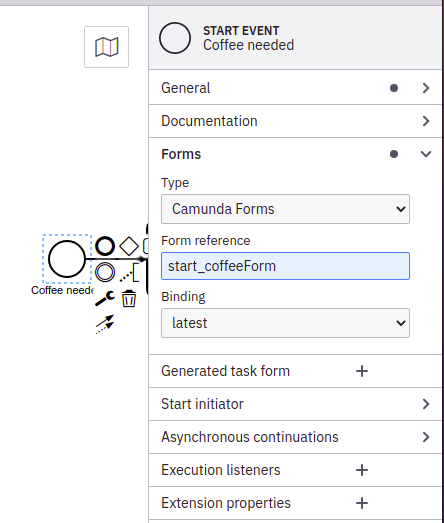 START EVENT
Coffee needed
General
Documentation
Forms
Type
Camunda Forms
Form reference
start_coffeeForm
Binding
latest
Generated task form
Start initiator
Asynchronous continuations
Execution listeners
Extension properties
Coffee neede